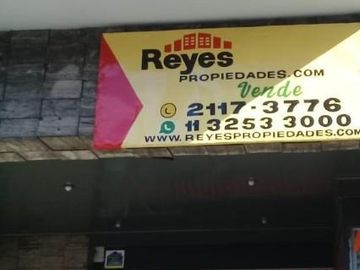 Reyes
PROPIEDADES.COM
Vende
2117-3776
11 3253 3000
WWW.REYESPROPIEDADES.COM